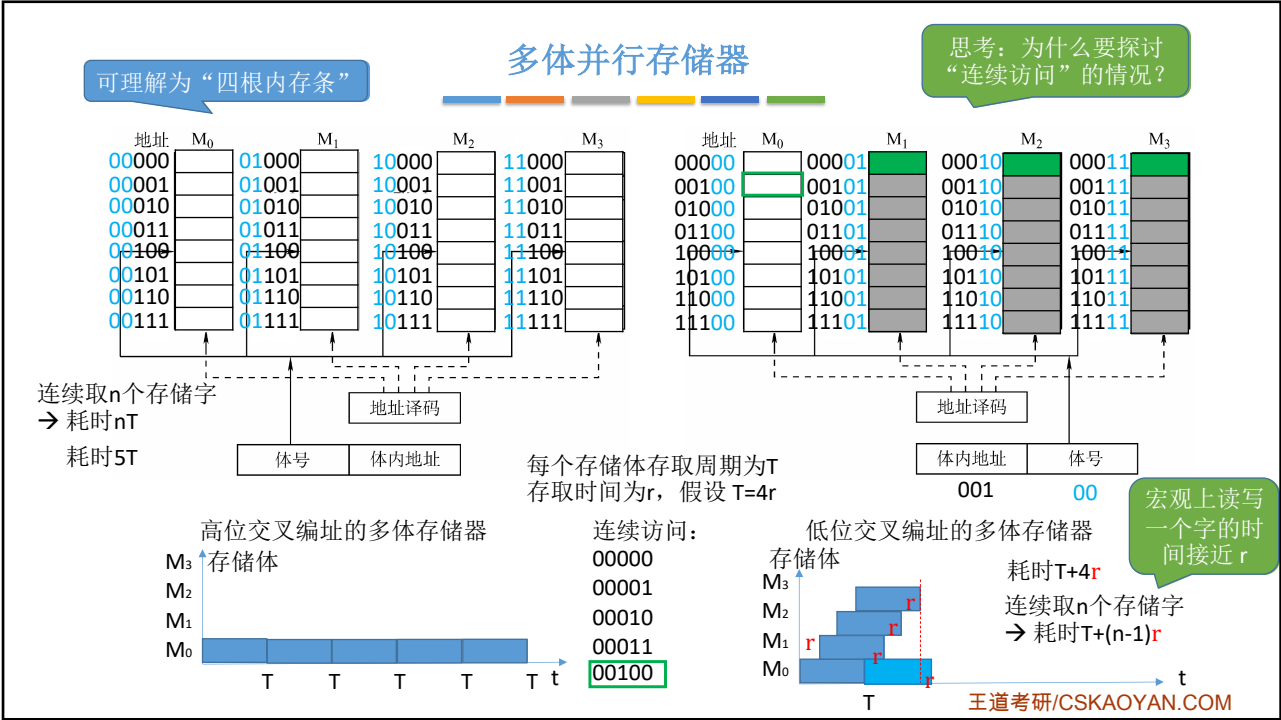 多体并行存储器
可理解为“四根内存条”
思考：为什么要探讨
“连续访问”的情况？
地址 M0 M1 M2 M3
00000 01000 10000 11000
00001 01001 10001 11001
00010 01010 10010 11010
00011 01011 10011 11011
00100 01100 10100 11100
00101 01101 10101 11101
00110 01110 10110 11110
00111 01111 10111 11111
地址译码
体号 体内地址
连续取n个存储字
→ 耗时nT
耗时5T
地址 M0 M1 M2 M3
00000 00001 00010 00011
00100 00101 00110 00111
01000 01001 01010 01011
01100 01101 01110 01111
10000 10001 10010 10011
10100 10101 10110 10111
11000 11001 11010 11011
11100 11101 11110 11111
地址译码
体内地址 体号
001 00
每个存储体存取周期为T
存取时间为r，假设 T=4r
宏观上读写
一个字的时
间接近 r
高位交叉编址的多体存储器
存储体
M3
M2
M1
M0
T T T T T t
连续访问：
00000
00001
00010
00011
00100
低位交叉编址的多体存储器
存储体
M3 r
M2 r
M1 r r
M0 r
T t
耗时T+4r
连续取n个存储字
→ 耗时T+(n-1)r
王道考研/CSKAOYAN.COM